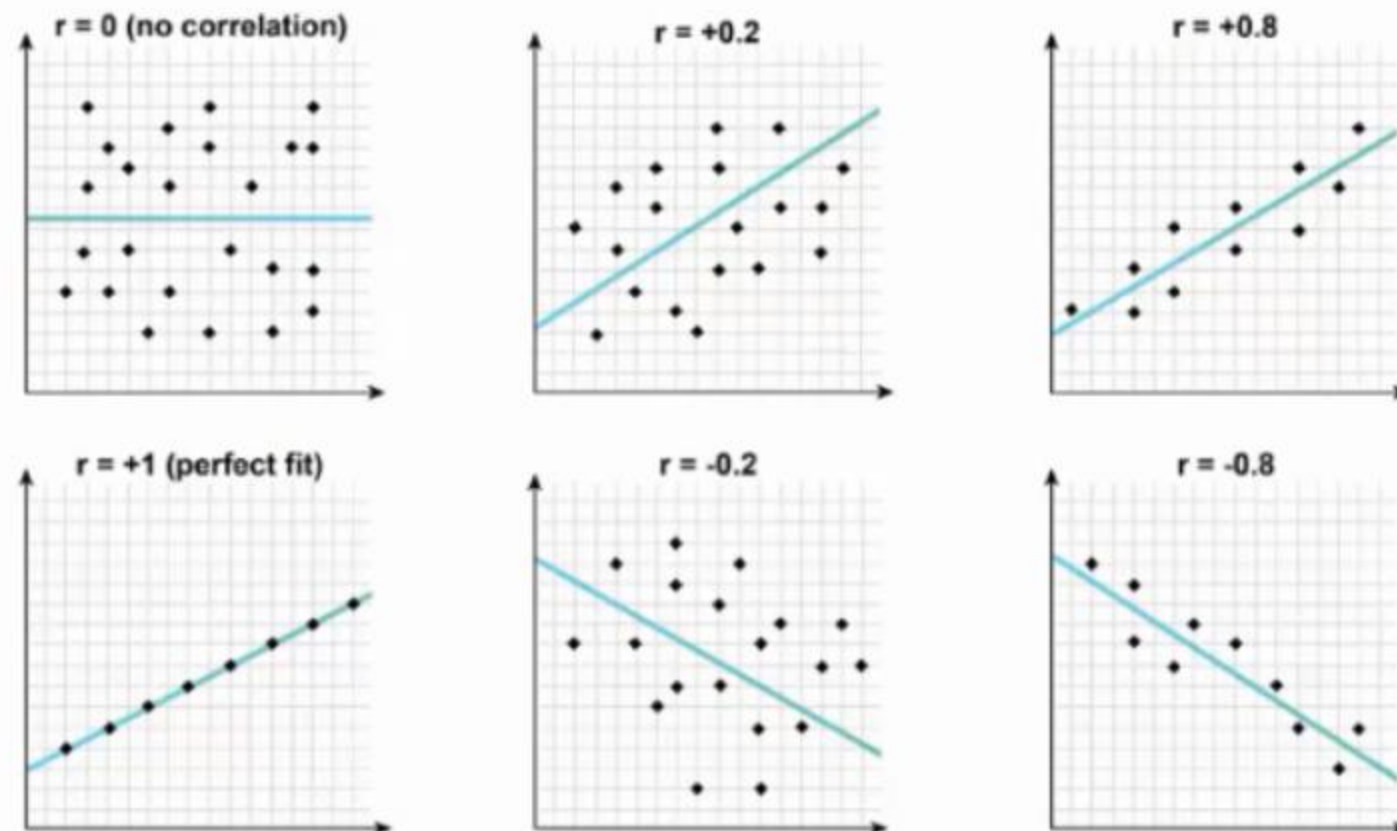 r = 0 (no correlation)
r = +0.2
r = +0.8
r = +1 (perfect fit)
r = -0.2
r = -0.8